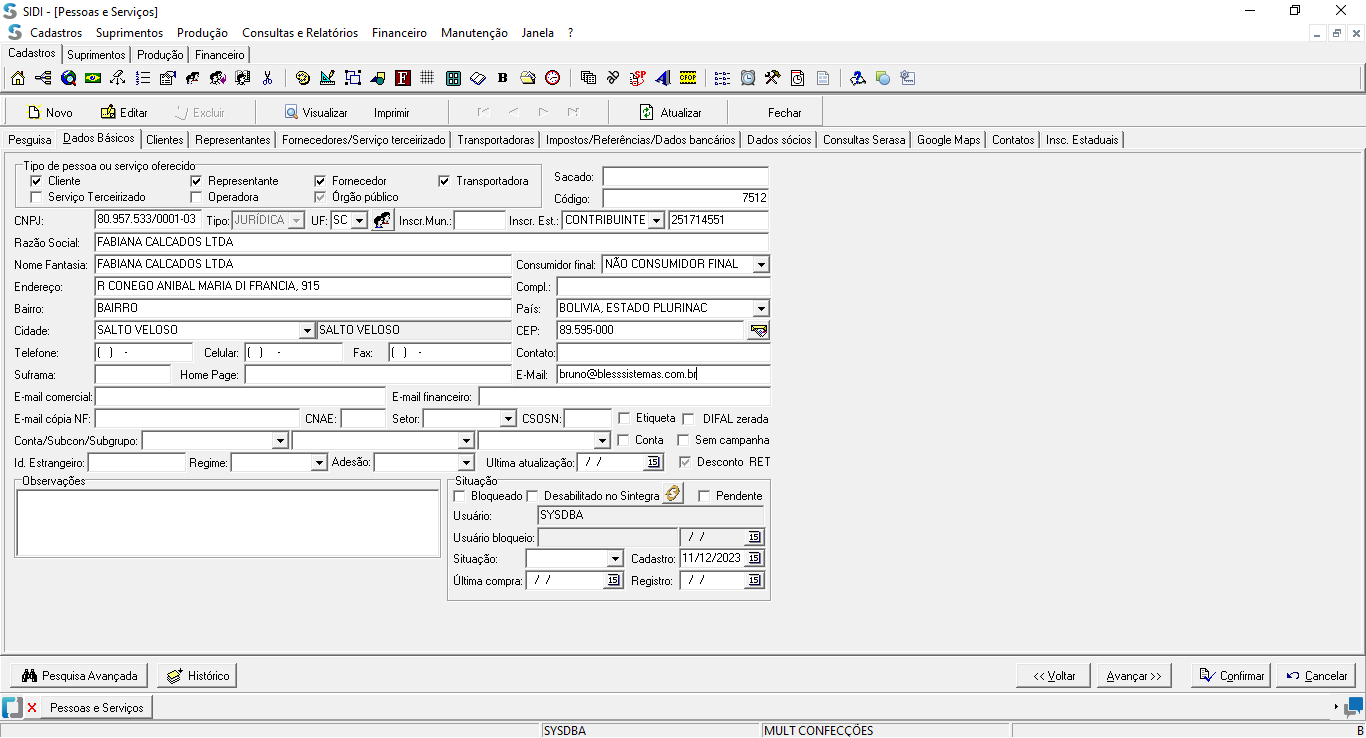 SIDI - [Pessoas e Serviços]
Cadastros Suprimentos Produção Consultas e Relatórios Financeiro Manutenção Janela ?
Cadastros Suprimentos Produção Financeiro
B SP CFOP
Novo Editar Excluir Visualizar Imprimir Atualizar Fechar
Pesquisa Dados Básicos Clientes Representantes Fornecedores/Serviço terceirizado Transportadoras Impostos/Referências/Dados bancários Dados sócios Consultas Serasa Google Maps Contatos Insc. Estaduais
Tipo de pessoa ou serviço oferecido
Cliente Representante Fornecedor Transportadora Sacado:
Serviço Terceirizado Operadora Órgão público Código: 7512
CNPJ: 80.957.533/0001-03 Tipo: JURÍDICA UF: SC Inscr.Mun.: Inscr. Est.: CONTRIBUINTE 251714551
Razão Social: FABIANA CALCADOS LTDA
Nome Fantasia: FABIANA CALCADOS LTDA Consumidor final: NÃO CONSUMIDOR FINAL
Endereço: R CONEGO ANIBAL MARIA DI FRANCIA, 915 Compl.:
Bairro: BAIRRO País: BOLIVIA, ESTADO PLURINAC
Cidade: SALTO VELOSO SALTO VELOSO CEP: 89.595-000
Telefone: ( ) - Celular: ( ) - Fax: ( ) - Contato:
Suframa: Home Page: E-Mail: bruno@blesssistemas.com.br
E-mail comercial: E-mail financeiro:
E-mail cópia NF: CNAE: Setor: CSOSN: Etiqueta DIFAL zerada
Conta/Subcon/Subgrupo: Conta Sem campanha
Id. Estrangeiro: Regime: Adesão: Ultima atualização: / / 15 Desconto RET
Observações Situação
Bloqueado Desabilitado no Sintegra Pendente
Usuário: SYSDBA
Usuário bloqueio: / / 15
Situação: Cadastro: 11/12/2023 15
Última compra: / / 15 Registro: / / 15
Pesquisa Avançada Histórico << Voltar Avançar >> Confirmar Cancelar
Pessoas e Serviços
SYSDBA MULT CONFECÇÕES B